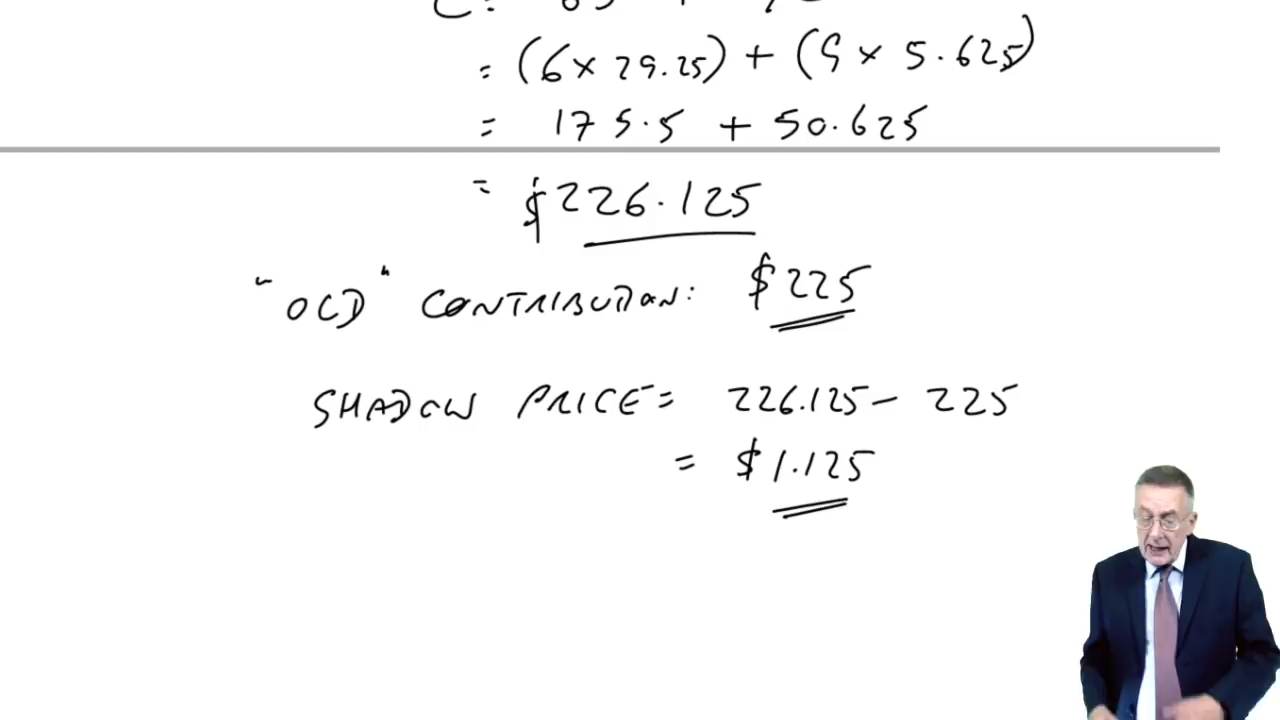 = (6 × 29.25) + (9 × 5.625)
= 175.5 + 50.625
= $226.125
"OLD" CONTRIBUTION: $225
SHADOW PRICE = 226.125 - 225
= $1.125